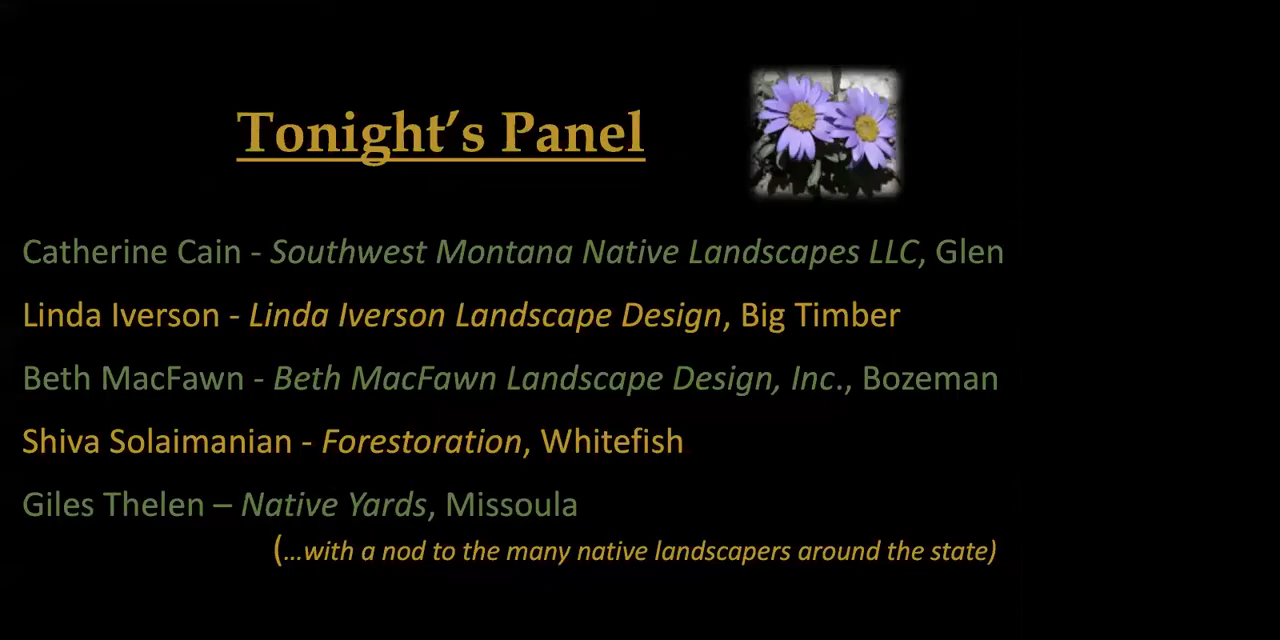 Tonight’s Panel
Catherine Cain - Southwest Montana Native Landscapes LLC, Glen
Linda Iverson - Linda Iverson Landscape Design, Big Timber
Beth MacFawn - Beth MacFawn Landscape Design, Inc., Bozeman
Shiva Solaimanian - Forestoration, Whitefish
Giles Thelen – Native Yards, Missoula
(…with a nod to the many native landscapers around the state)